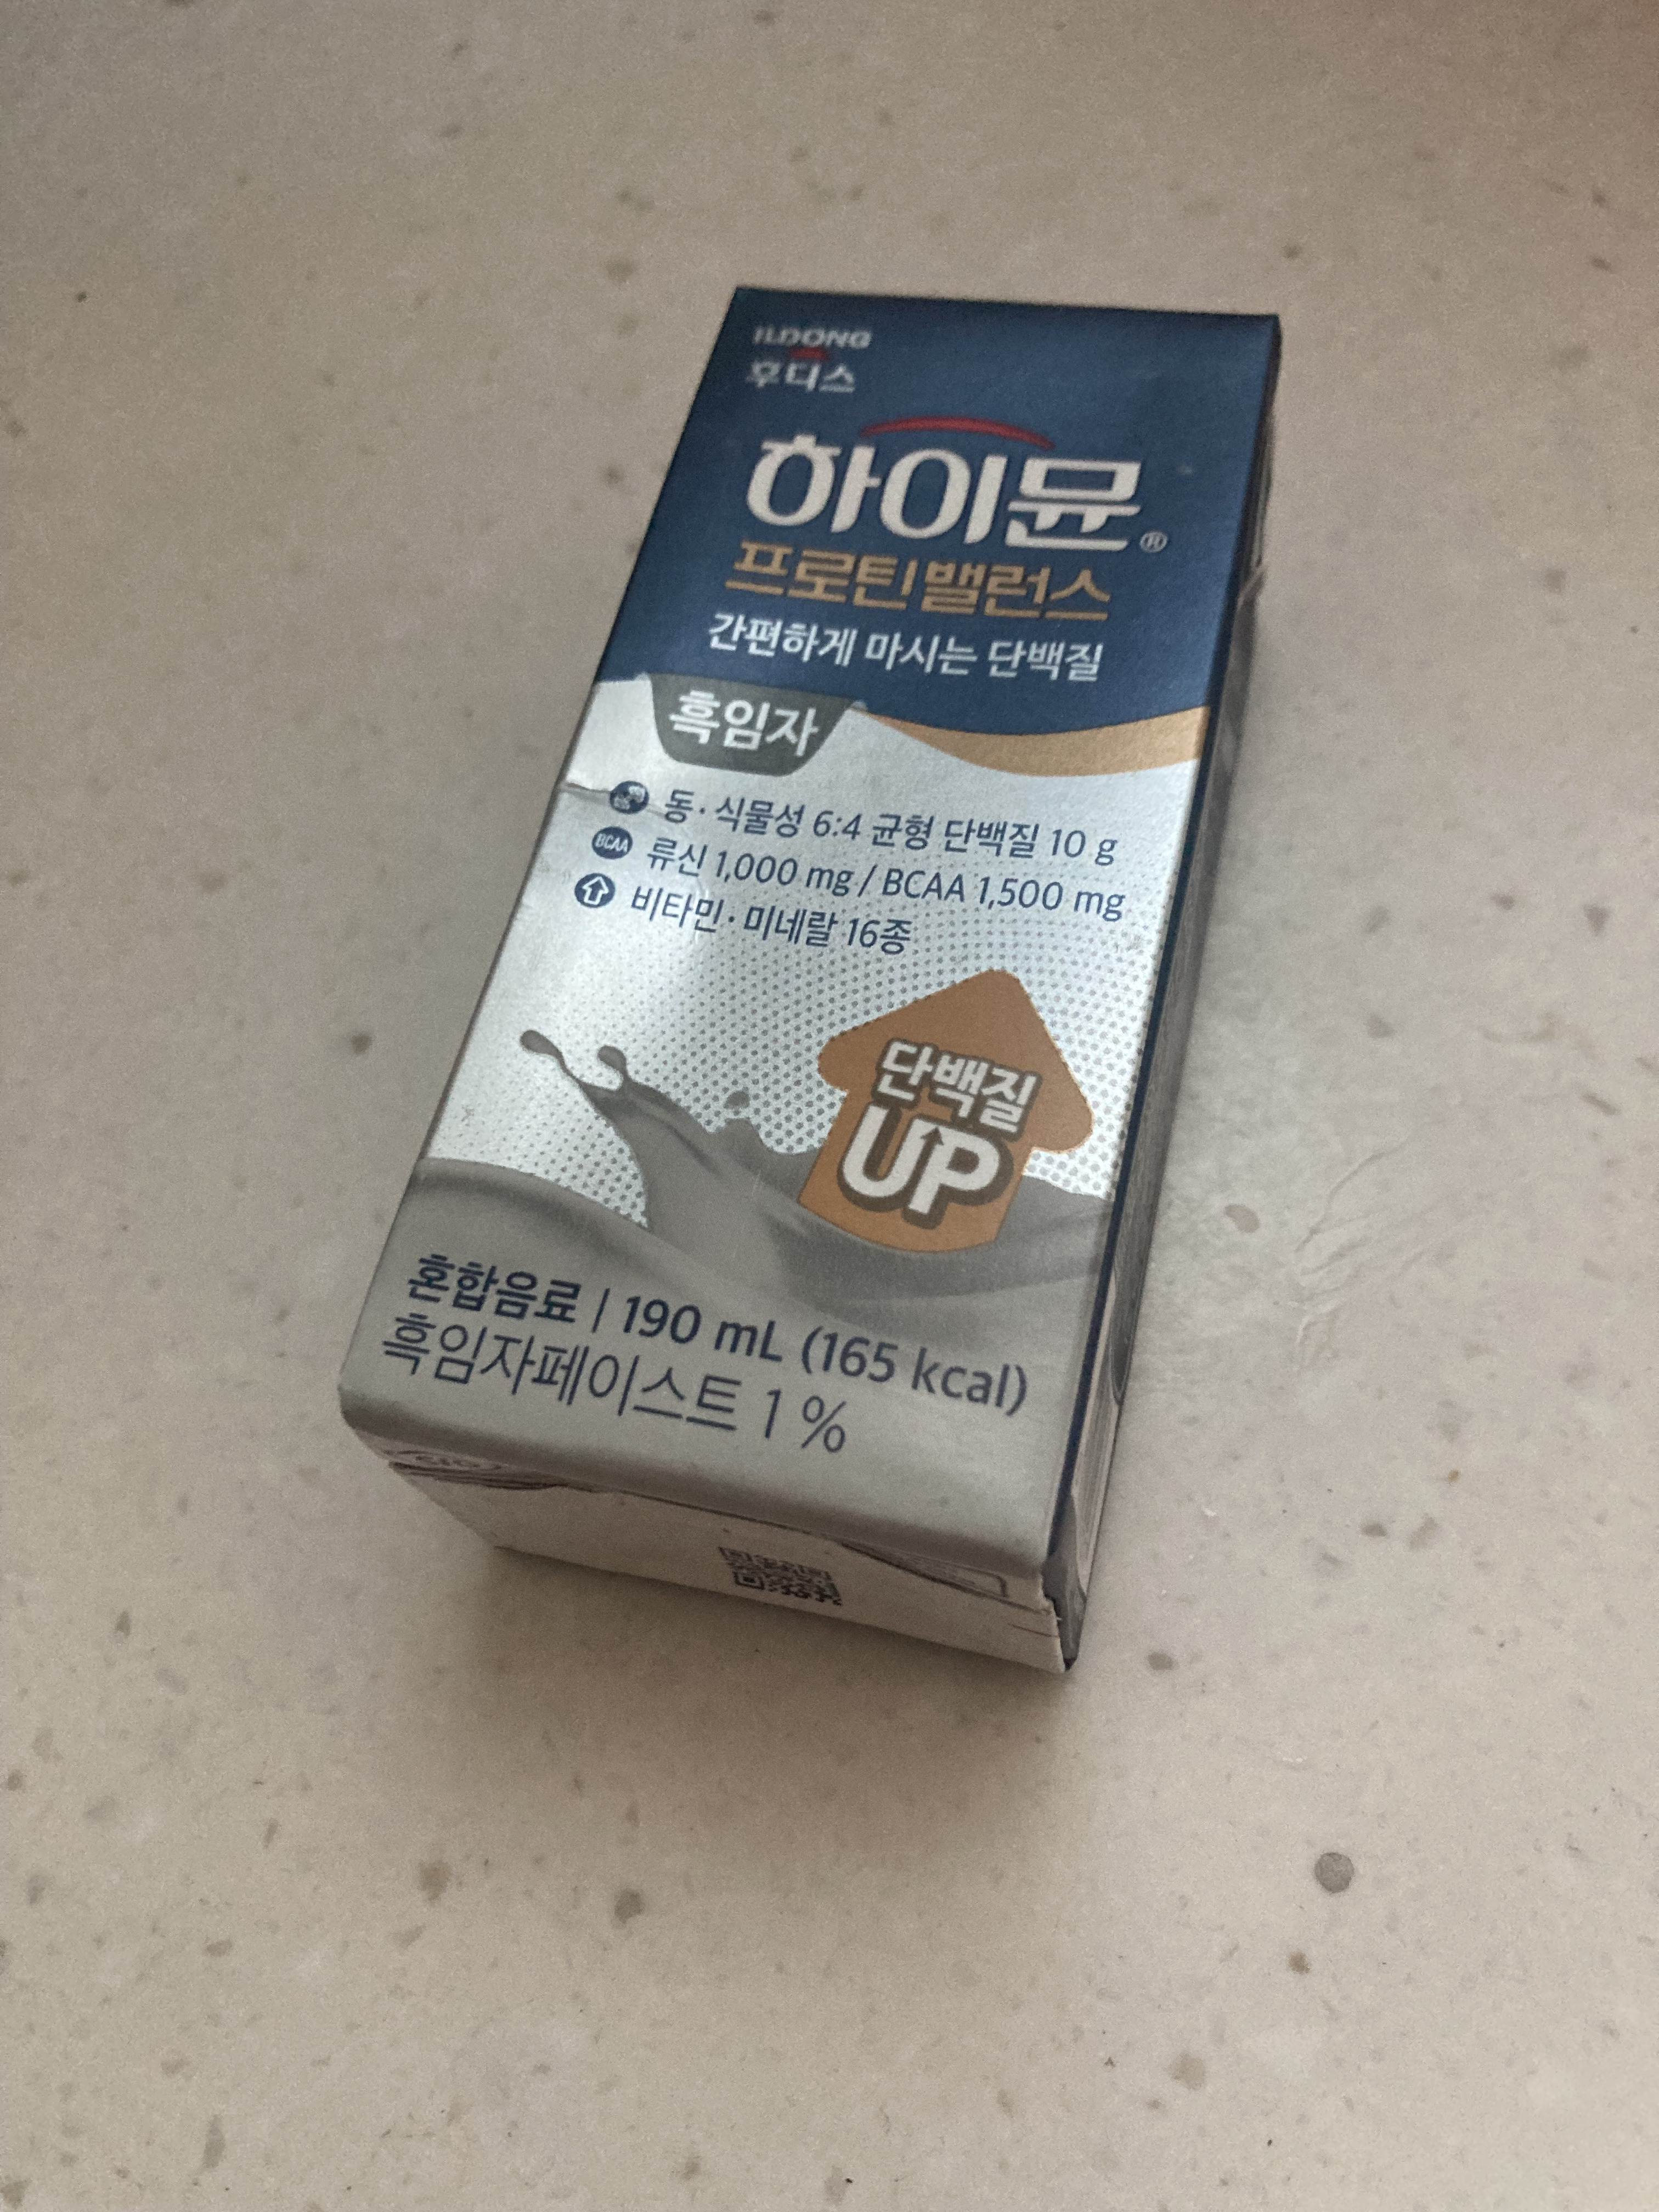 ILDONG
후디스
하이뮨®
프로틴 밸런스
간편하게 마시는 단백질
흑임자
동·식물성 6:4 균형 단백질 10 g
BCAA 류신 1,000 mg / BCAA 1,500 mg
비타민·미네랄 16종
단백질
UP
혼합음료 | 190 mL (165 kcal)
흑임자페이스트 1 %